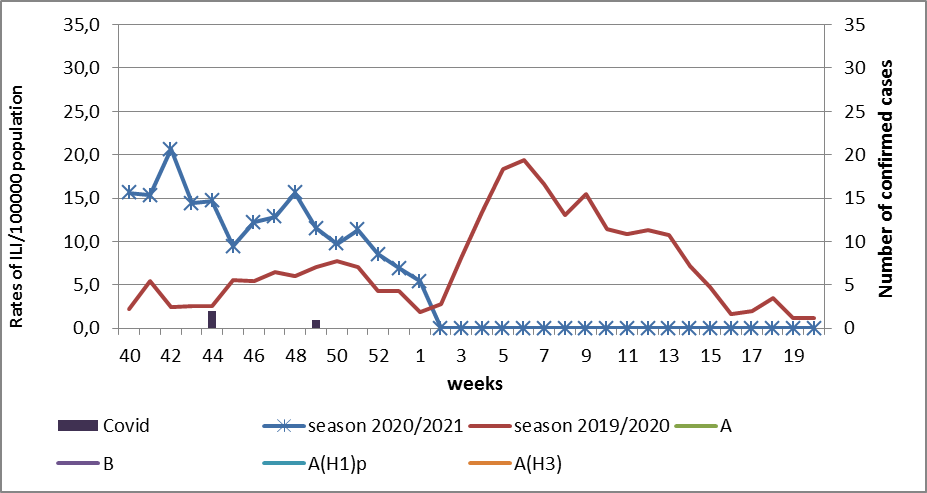 Rates of ILI/100000 population
35,0
30,0
25,0
20,0
15,0
10,0
5,0
0,0
35
30
25
20
15
10
5
0
Number of confirmed cases
40 42 44 46 48 50 52 1 3 5 7 9 11 13 15 17 19
weeks
Covid season 2020/2021 season 2019/2020 A
B A(H1)p A(H3)